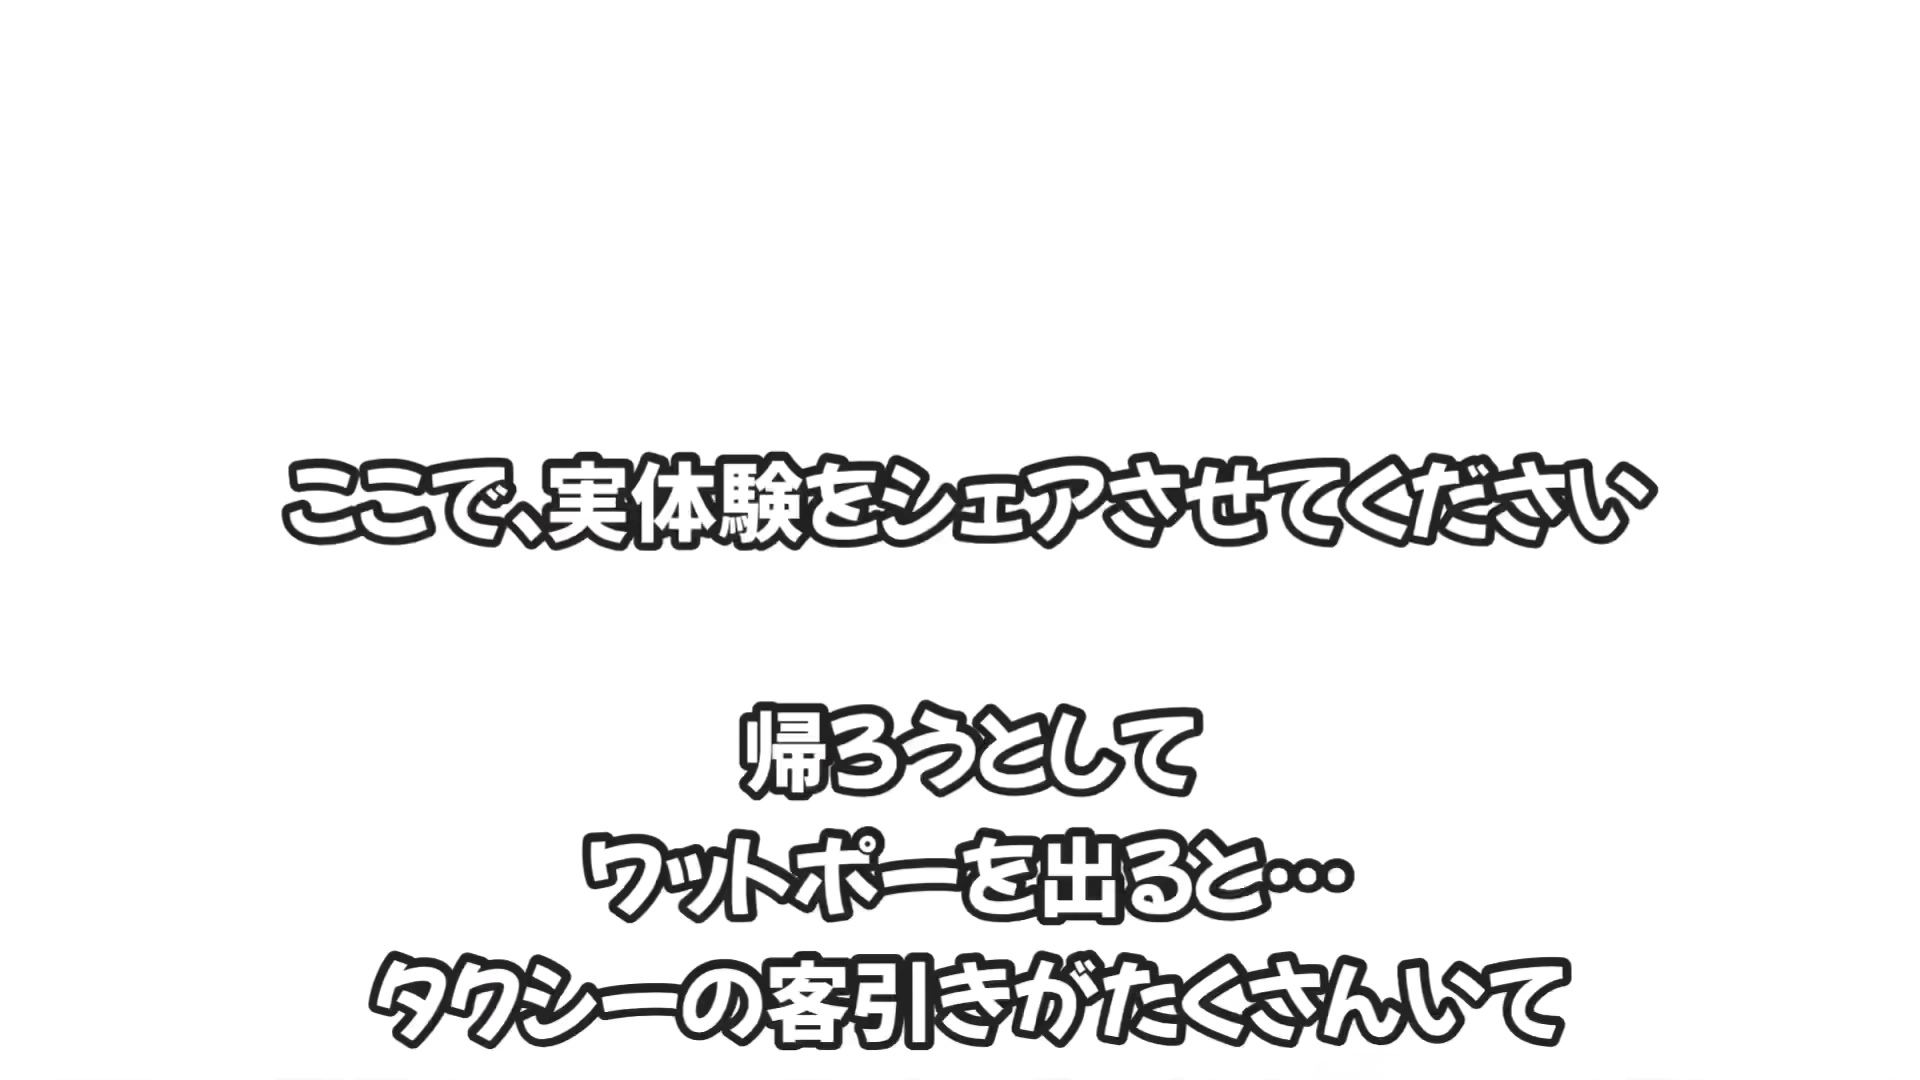 ここで、実体験をシェアさせてください
帰ろうとして
ワットポーを出ると…
タクシーの客引きがたくさんいて